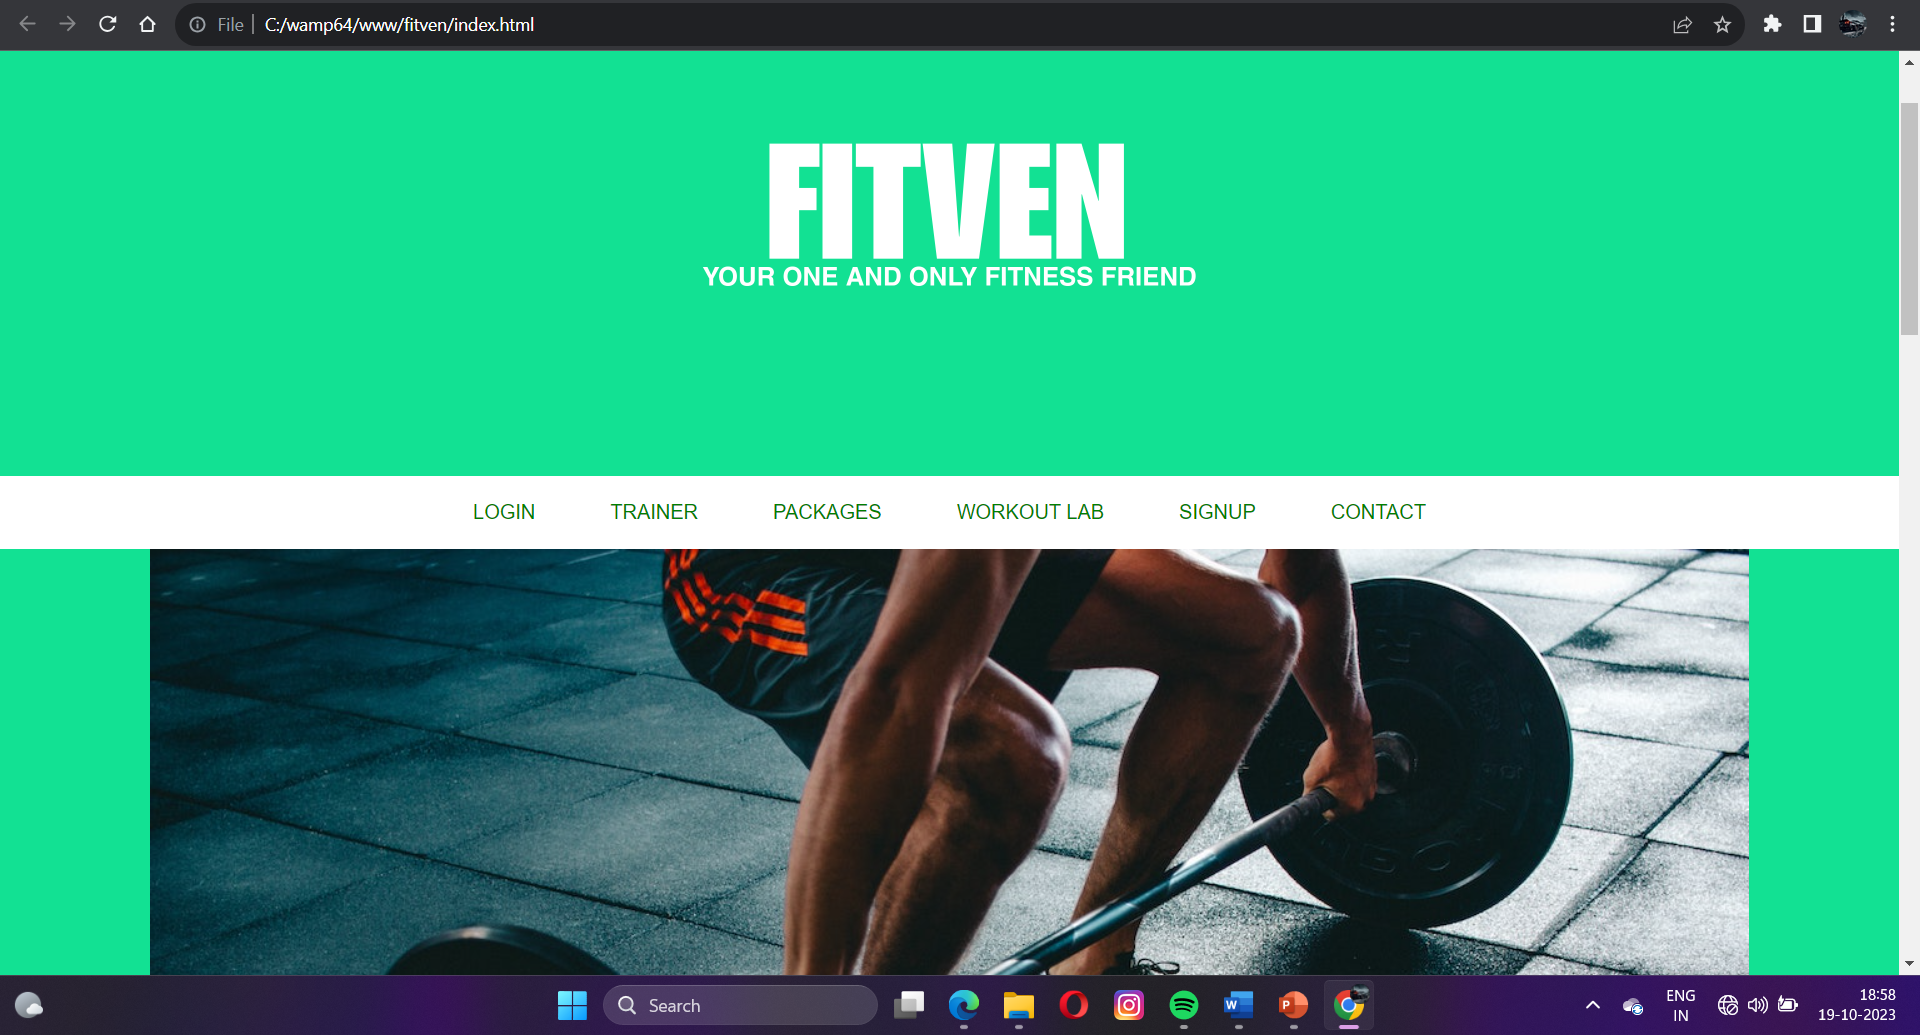 File | C:/wamp64/www/fitven/index.html
FITVEN
YOUR ONE AND ONLY FITNESS FRIEND
LOGIN TRAINER PACKAGES WORKOUT LAB SIGNUP CONTACT
Search
ENG
IN
18:58
19-10-2023